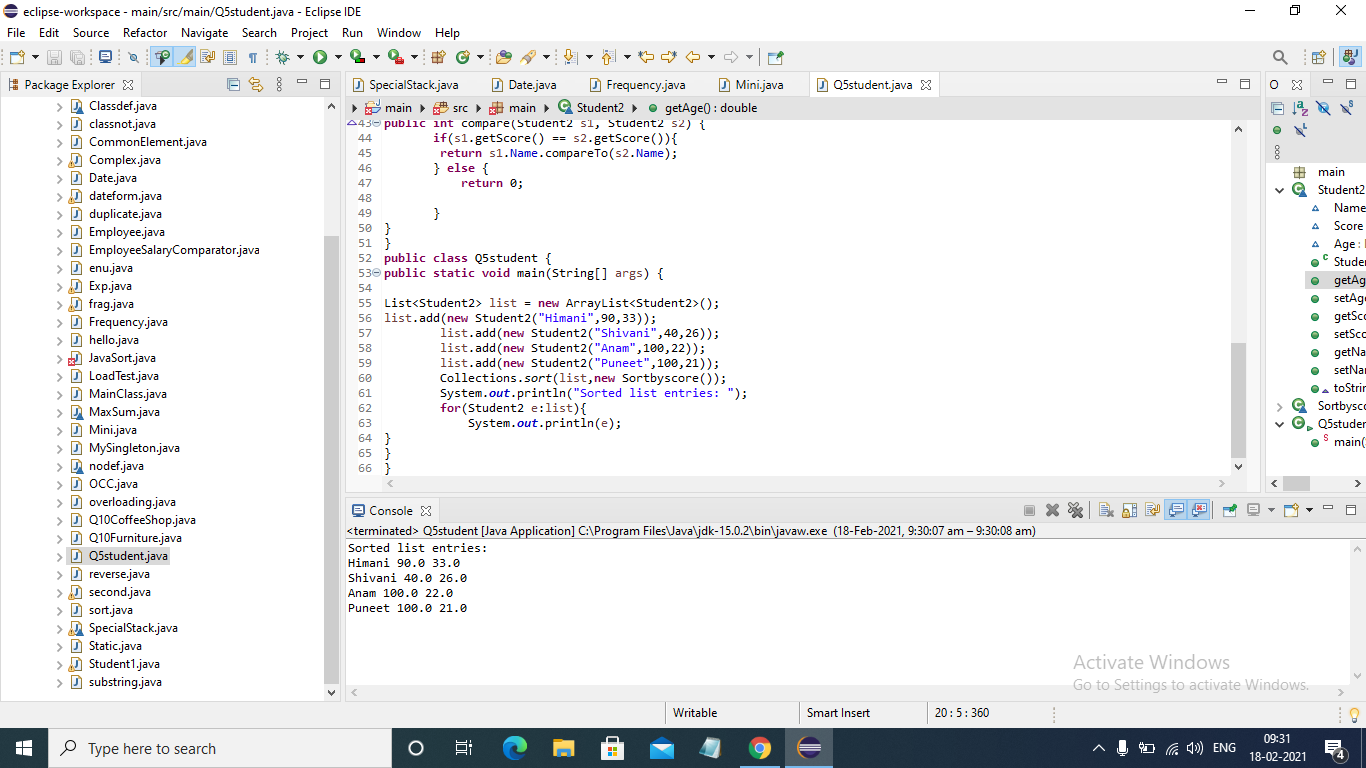 eclipse-workspace - main/src/main/Q5student.java - Eclipse IDE
File Edit Source Refactor Navigate Search Project Run Window Help
Package Explorer
Classdef.java
classnot.java
CommonElement.java
Complex.java
Date.java
dateform.java
duplicate.java
Employee.java
EmployeeSalaryComparator.java
enu.java
Exp.java
frag.java
Frequency.java
hello.java
JavaSort.java
LoadTest.java
MainClass.java
MaxSum.java
Mini.java
MySingleton.java
nodef.java
OCC.java
overloading.java
Q10CoffeeShop.java
Q10Furniture.java
Q5student.java
reverse.java
second.java
sort.java
SpecialStack.java
Static.java
Student1.java
substring.java
SpecialStack.java Date.java Frequency.java Mini.java Q5student.java
main src main Student2 getAge() : double
43 public int compare(Student2 s1, Student2 s2) {
44 if(s1.getScore() == s2.getScore()){
45 return s1.Name.compareTo(s2.Name);
46 } else {
47 return 0;
48
49 }
50 }
51 }
52 public class Q5student {
53 public static void main(String[] args) {
54
55 List<Student2> list = new ArrayList<Student2>();
56 list.add(new Student2("Himani",90,33));
57 list.add(new Student2("Shivani",40,26));
58 list.add(new Student2("Anam",100,22));
59 list.add(new Student2("Puneet",100,21));
60 Collections.sort(list,new Sortbyscore());
61 System.out.println("Sorted list entries: ");
62 for(Student2 e:list){
63 System.out.println(e);
64 }
65 }
66 }
O
main
Student2
Name
Score
Age :
Studen
getAg
setAge
getSco
setSco
getNa
setNar
toStrin
Sortbysco
Q5studen
main(
Console
<terminated> Q5student [Java Application] C:\Program Files\Java\jdk-15.0.2\bin\javaw.exe (18-Feb-2021, 9:30:07 am – 9:30:08 am)
Sorted list entries:
Himani 90.0 33.0
Shivani 40.0 26.0
Anam 100.0 22.0
Puneet 100.0 21.0
Activate Windows
Go to Settings to activate Windows.
Writable Smart Insert 20 : 5 : 360
Type here to search
ENG
09:31
18-02-2021
4